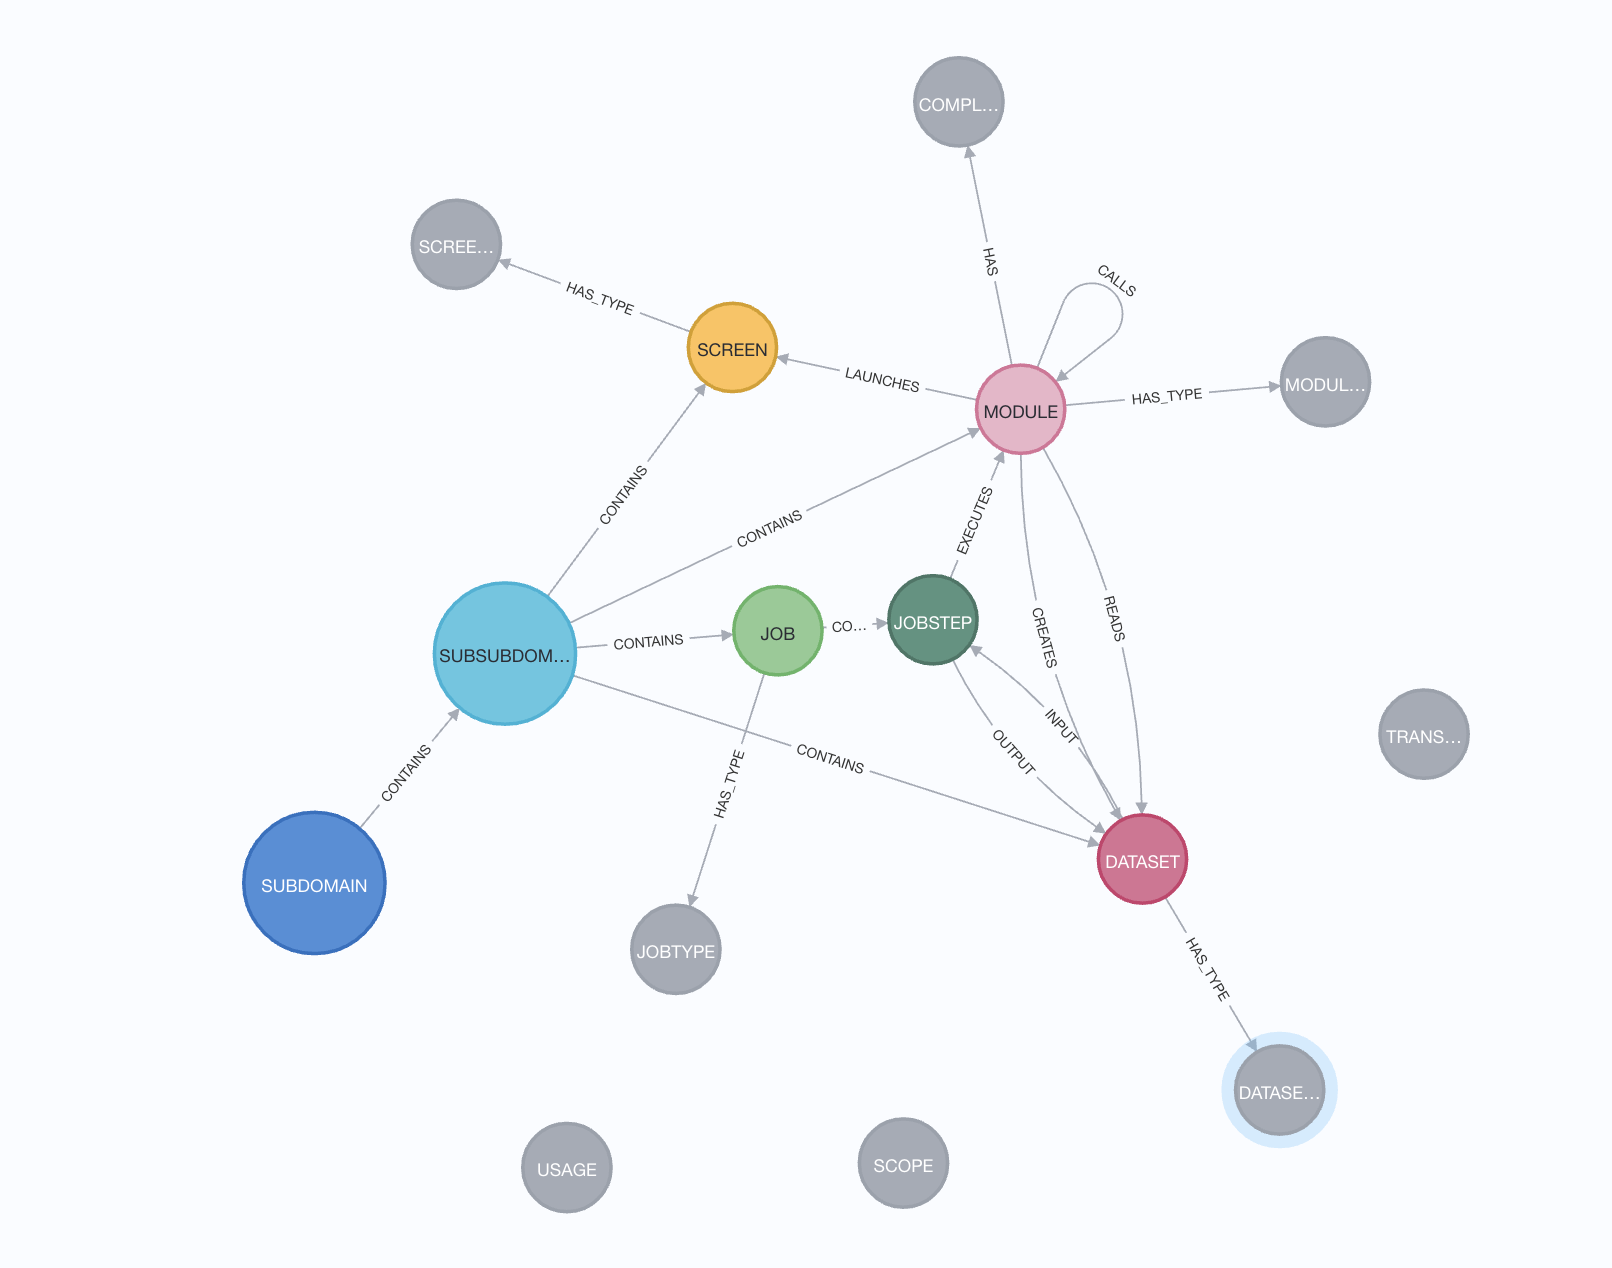 COMPL…
SCREE…
HAS
CALLS
HAS_TYPE
SCREEN
LAUNCHES
MODULE
HAS_TYPE
MODUL…
CONTAINS
CONTAINS
EXECUTES
SUBSUBDOM…
CONTAINS
JOB
CO…
JOBSTEP
CREATES
READS
CONTAINS
CONTAINS
HAS_TYPE
OUTPUT
INPUT
TRANS…
SUBDOMAIN
DATASET
JOBTYPE
HAS_TYPE
DATASE…
USAGE
SCOPE